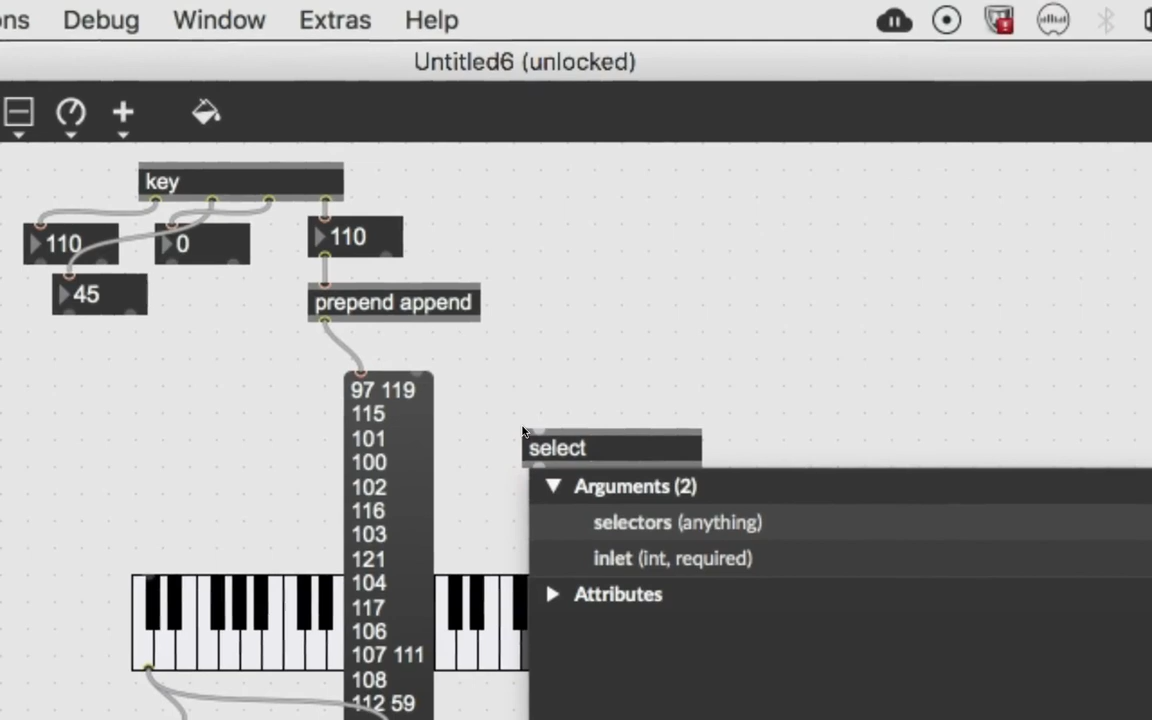 ons Debug Window Extras Help
Untitled6 (unlocked)
key
110
0
110
45
prepend append
97 119
115
101
100
102
116
103
121
104
117
106
107 111
108
112 59
select
Arguments (2)
selectors (anything)
inlet (int, required)
Attributes